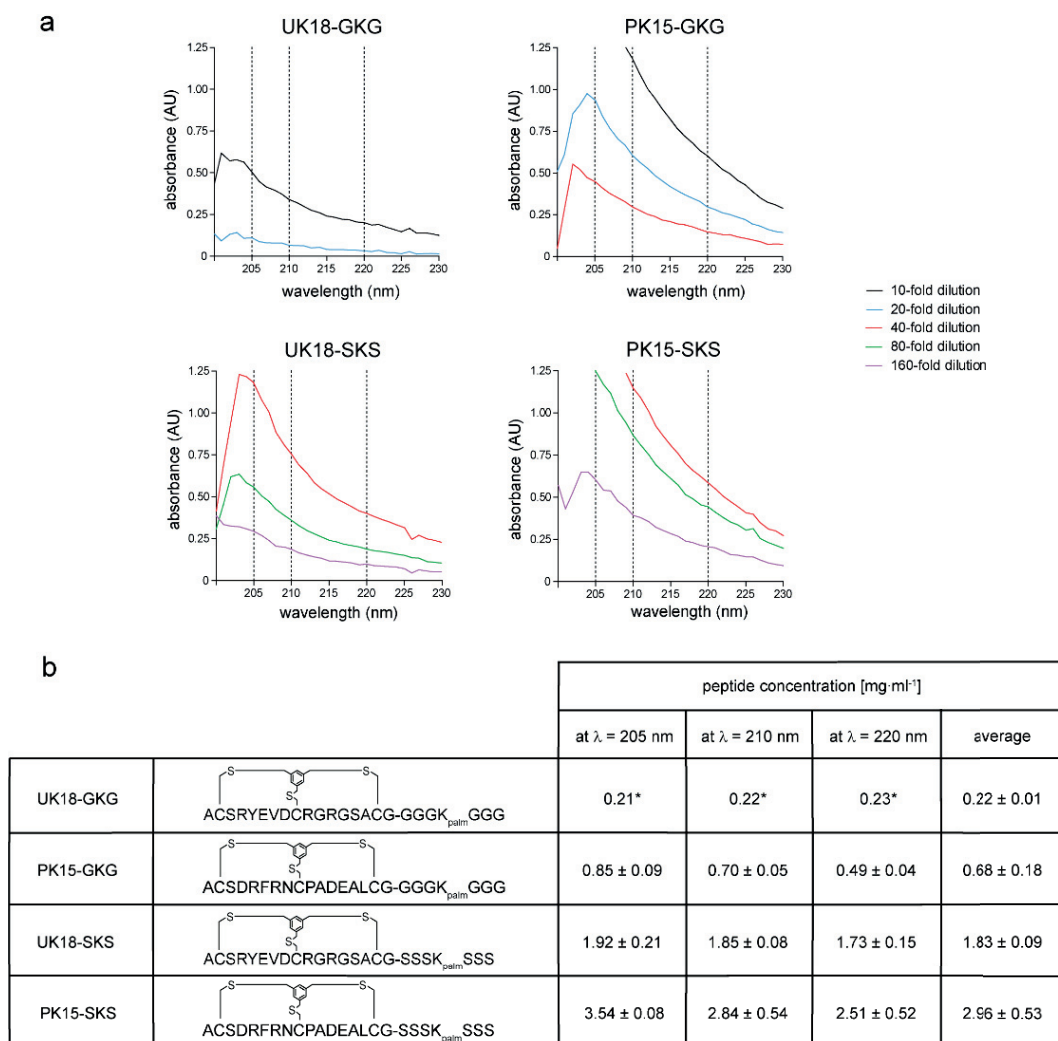 a
UK18-GKG
PK15-GKG
1.25
1.00
0.75
0.50
0.25
0
absorbance (AU)
205 210 215 220 225 230
wavelength (nm)
1.25
1.00
0.75
0.50
0.25
0
absorbance (AU)
205 210 215 220 225 230
wavelength (nm)
10-fold dilution
20-fold dilution
40-fold dilution
80-fold dilution
160-fold dilution
UK18-SKS
PK15-SKS
1.25
1.00
0.75
0.50
0.25
0
absorbance (AU)
205 210 215 220 225 230
wavelength (nm)
1.25
1.00
0.75
0.50
0.25
0
absorbance (AU)
205 210 215 220 225 230
wavelength (nm)
b
peptide concentration [mg·ml⁻¹]
at λ = 205 nm at λ = 210 nm at λ = 220 nm average
S S
S
UK18-GKG ACSRYEVDCRGRGSACG-GGGKpalmGGG 0.21* 0.22* 0.23* 0.22 ± 0.01
S S
S
PK15-GKG ACSDRFRNCPADEALCG-GGGKpalmGGG 0.85 ± 0.09 0.70 ± 0.05 0.49 ± 0.04 0.68 ± 0.18
S S
S
UK18-SKS ACSRYEVDCRGRGSACG-SSSKpalmSSS 1.92 ± 0.21 1.85 ± 0.08 1.73 ± 0.15 1.83 ± 0.09
S S
S
PK15-SKS ACSDRFRNCPADEALCG-SSSKpalmSSS 3.54 ± 0.08 2.84 ± 0.54 2.51 ± 0.52 2.96 ± 0.53